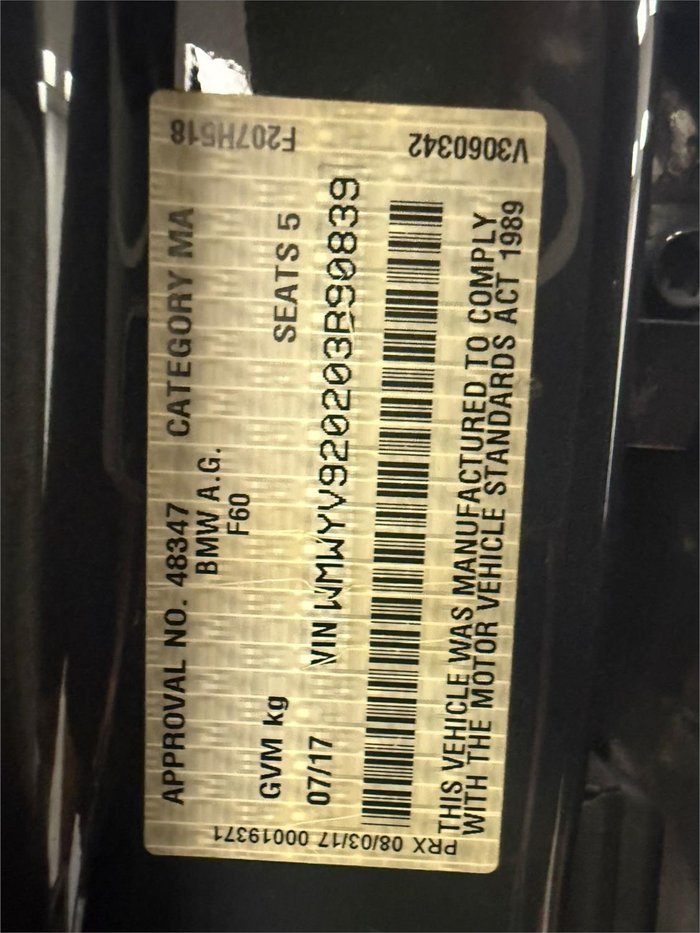 APPROVAL NO. 48347 CATEGORY MA
BMW A.G.
F60
GVM kg SEATS 5
07/17 VIN WMWYV920203R90839
THIS VEHICLE WAS MANUFACTURED TO COMPLY
WITH THE MOTOR VEHICLE STANDARDS ACT 1989
F207H518
V3060342
PRX 08/03/17 00019371